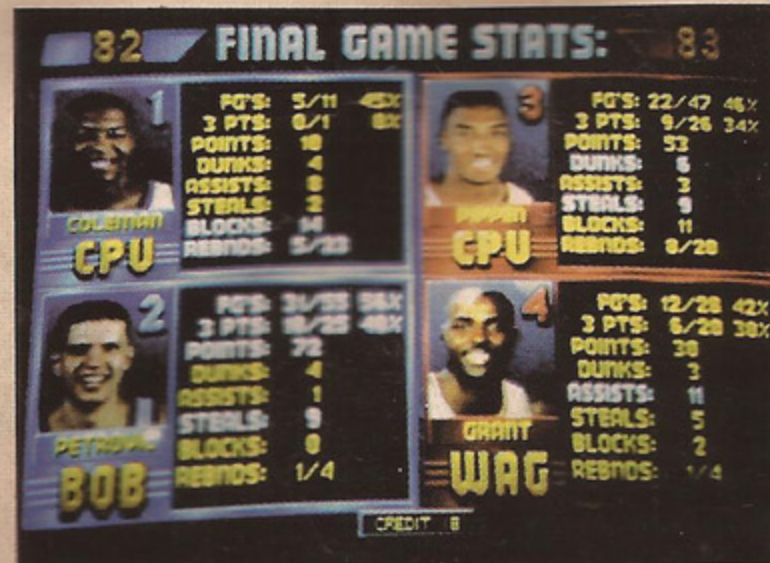 82 FINAL GAME STATS: 83
1
FG'S: 5/11 45%
3 PTS: 0/1 0%
POINTS: 10
DUNKS: 4
ASSISTS: 8
STEALS: 2
BLOCKS: 14
REBNDS: 5/23
COLEMAN
CPU
3
FG'S: 22/47 46%
3 PTS: 9/26 34%
POINTS: 53
DUNKS: 6
ASSISTS: 3
STEALS: 9
BLOCKS: 11
REBNDS: 8/28
PIPPEN
CPU
2
FG'S: 31/55 56%
3 PTS:
POINTS: 72
DUNKS: 4
ASSISTS: 1
STEALS: 9
BLOCKS: 0
REBNDS: 1/4
BOB
4
FG'S: 12/28 42%
3 PTS: 6/20 30%
POINTS: 30
DUNKS: 3
ASSISTS: 11
STEALS: 5
BLOCKS: 2
REBNDS: 1/4
GRANT
WAG
CREDIT 8